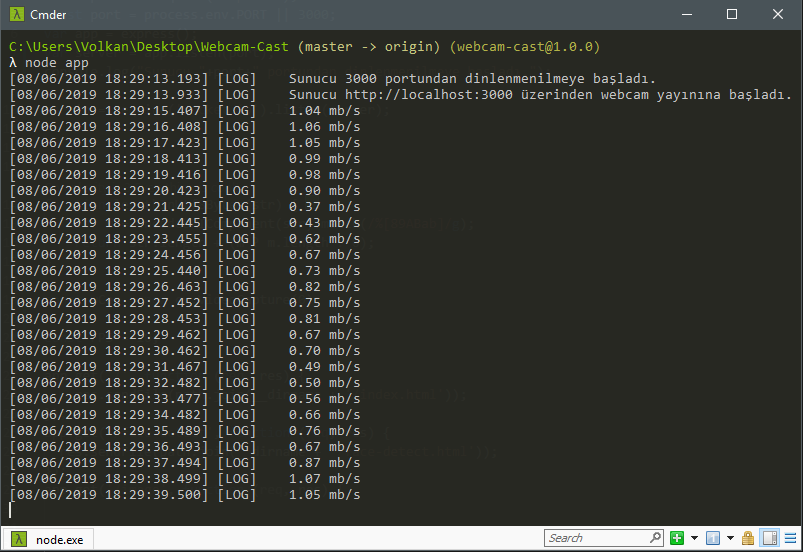 Cmder
C:\Users\Volkan\Desktop\Webcam-Cast (master -> origin) (webcam-cast@1.0.0)
λ node app
[08/06/2019 18:29:13.193] [LOG] Sunucu 3000 portundan dinlenmenilmeye başladı.
[08/06/2019 18:29:13.933] [LOG] Sunucu http://localhost:3000 üzerinden webcam yayınına başladı.
[08/06/2019 18:29:15.407] [LOG] 1.04 mb/s
[08/06/2019 18:29:16.408] [LOG] 1.06 mb/s
[08/06/2019 18:29:17.423] [LOG] 1.05 mb/s
[08/06/2019 18:29:18.413] [LOG] 0.99 mb/s
[08/06/2019 18:29:19.416] [LOG] 0.98 mb/s
[08/06/2019 18:29:20.423] [LOG] 0.90 mb/s
[08/06/2019 18:29:21.425] [LOG] 0.37 mb/s
[08/06/2019 18:29:22.445] [LOG] 0.43 mb/s
[08/06/2019 18:29:23.455] [LOG] 0.62 mb/s
[08/06/2019 18:29:24.456] [LOG] 0.67 mb/s
[08/06/2019 18:29:25.440] [LOG] 0.73 mb/s
[08/06/2019 18:29:26.463] [LOG] 0.82 mb/s
[08/06/2019 18:29:27.452] [LOG] 0.75 mb/s
[08/06/2019 18:29:28.453] [LOG] 0.81 mb/s
[08/06/2019 18:29:29.462] [LOG] 0.67 mb/s
[08/06/2019 18:29:30.462] [LOG] 0.70 mb/s
[08/06/2019 18:29:31.467] [LOG] 0.49 mb/s
[08/06/2019 18:29:32.482] [LOG] 0.50 mb/s
[08/06/2019 18:29:33.477] [LOG] 0.56 mb/s
[08/06/2019 18:29:34.482] [LOG] 0.66 mb/s
[08/06/2019 18:29:35.489] [LOG] 0.76 mb/s
[08/06/2019 18:29:36.493] [LOG] 0.67 mb/s
[08/06/2019 18:29:37.494] [LOG] 0.87 mb/s
[08/06/2019 18:29:38.499] [LOG] 1.07 mb/s
[08/06/2019 18:29:39.500] [LOG] 1.05 mb/s
λ node.exe
Search